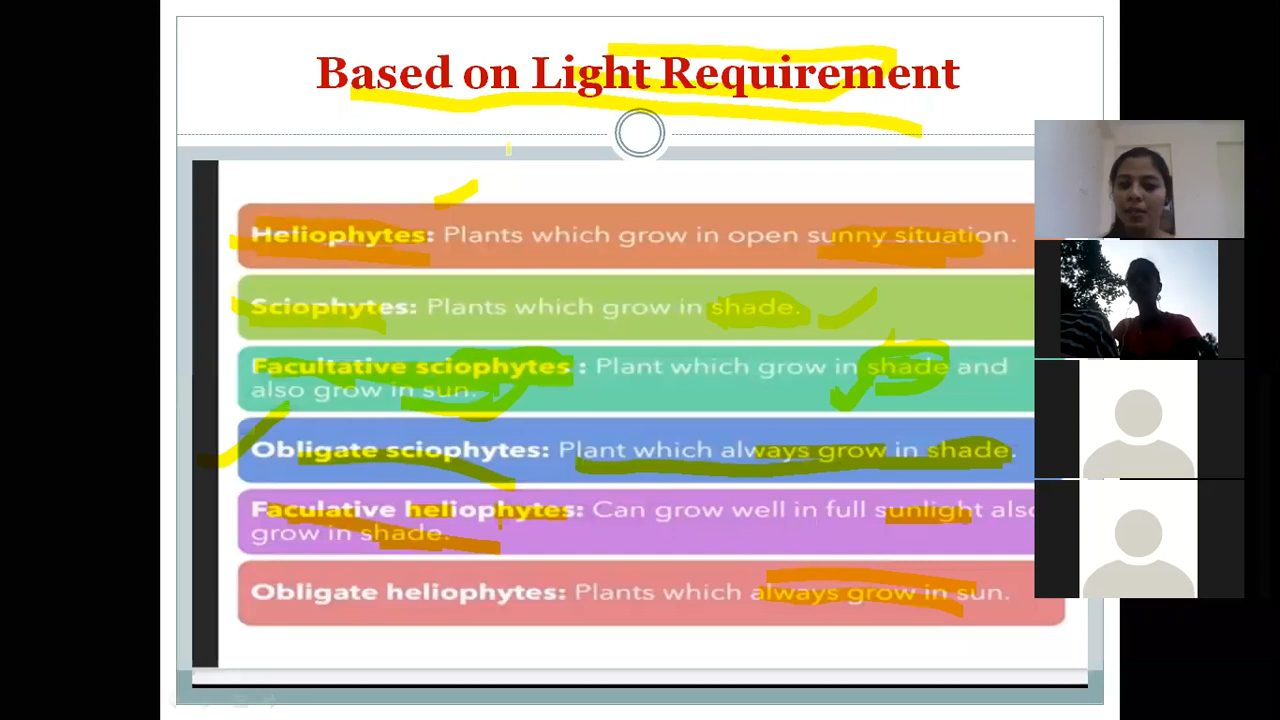 Based on Light Requirement
Heliophytes: Plants which grow in open sunny situation.
Sciophytes: Plants which grow in shade.
Facultative sciophytes : Plant which grow in shade and
also grow in sun.
Obligate sciophytes: Plant which always grow in shade.
Faculative heliophytes: Can grow well in full sunlight also
grow in shade.
Obligate heliophytes: Plants which always grow in sun.